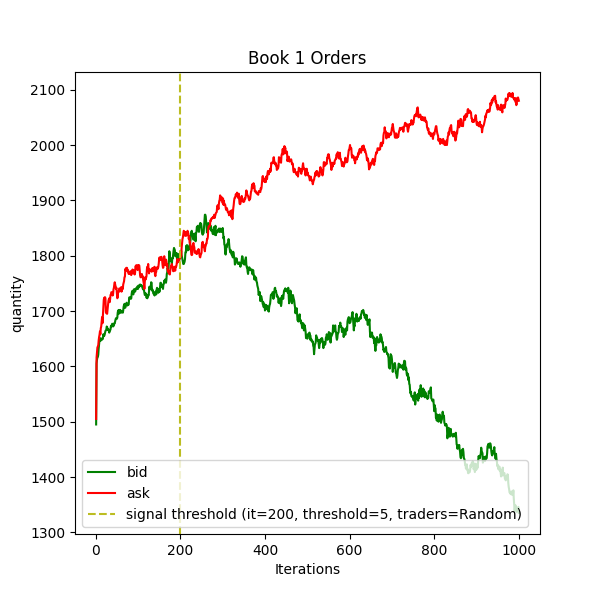 Book 1 Orders
quantity
2100
2000
1900
1800
1700
1600
1500
1400
1300
bid
ask
signal threshold (it=200, threshold=5, traders=Random)
0 200 400 600 800 1000
Iterations